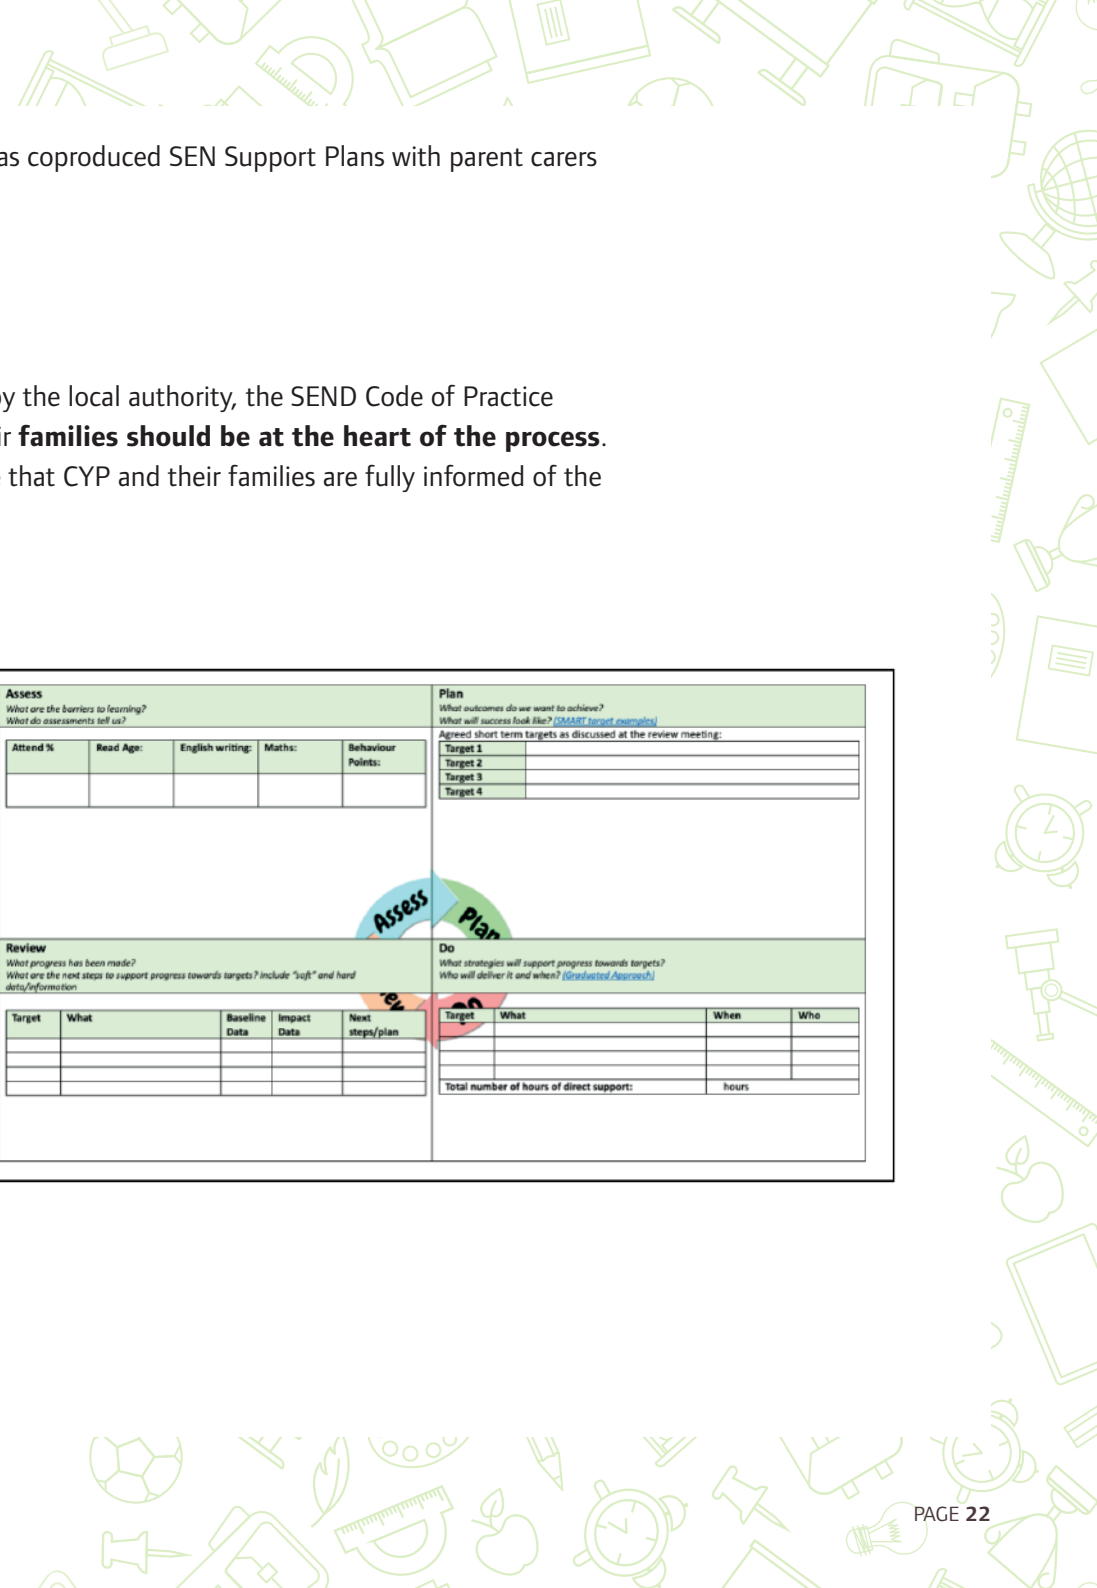 as coproduced SEN Support Plans with parent carers
by the local authority, the SEND Code of Practice
ir families should be at the heart of the process.
that CYP and their families are fully informed of the
Assess
What are the barriers to learning?
What do assessments tell us?
Attend % Read Age: English writing: Maths: Behaviour Points:
Plan
What outcomes do we want to achieve?
What will success look like? (SMART target examples)
Agreed short term targets as discussed at the review meeting:
Target 1
Target 2
Target 3
Target 4
Assess
Plan
Review
What progress has been made?
What are the next steps to support progress towards targets? Include "soft" and hard
data/information
Target What Baseline Data Impact Data Next steps/plan
Do
What strategies will support progress towards targets?
Who will deliver it and when? (Graduated Approach)
Target What When Who
Total number of hours of direct support: hours
PAGE 22